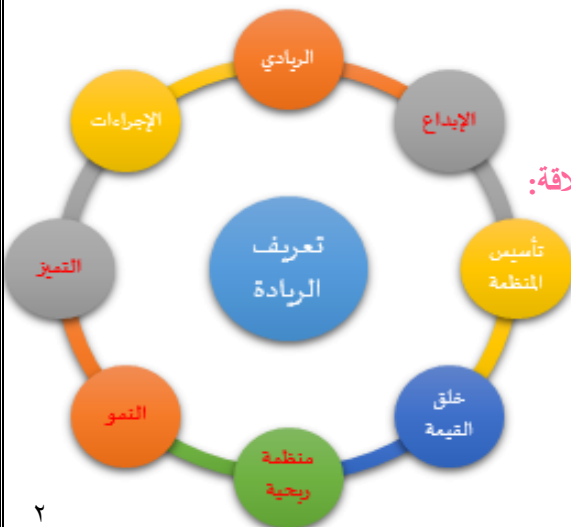 الريادي
الإبداع
الإجراءات
تأسيس
المنظمة
تعريف
الريادة
التميز
خلق
القيمة
النمو
منظمة
ربحية
٢